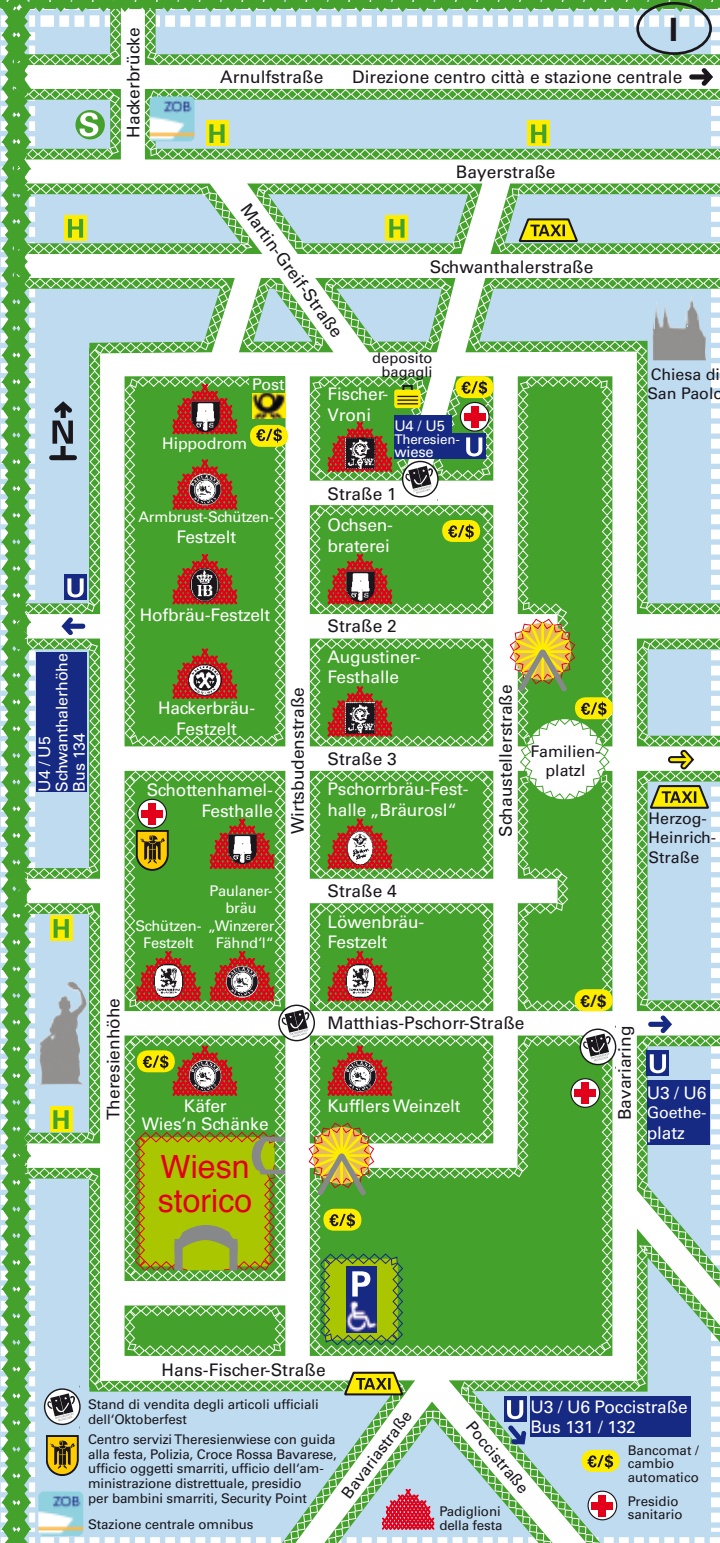 I
Hackerbrücke
Arnulfstraße
Direzione centro città e stazione centrale
S
ZOB
H
H
Bayerstraße
H
Martin-Greif-Straße
H
TAXI
Schwanthalerstraße
Chiesa di
San Paolo
deposito
bagagli
N
Post
€/$
Hippodrom
Fischer-
Vroni
€/$
U4 / U5
Theresien-
wiese
U
Armbrust-Schützen-
Festzelt
Straße 1
Ochsen-
braterei
€/$
HB
Hofbräu-Festzelt
U
Straße 2
Augustiner-
Festhalle
Hackerbräu-
Festzelt
U4 / U5
Schwanthalerhöhe
Bus 134
Wirtsbudenstraße
Schaustellerstraße
€/$
Familien-
platzl
Straße 3
Schottenhamel-
Festhalle
Pschorrbräu-Fest-
halle „Bräurosl“
TAXI
Herzog-
Heinrich-
Straße
Straße 4
Paulaner-
bräu
„Winzerer
Fähnd'l“
Schützen-
Festzelt
Löwenbräu-
Festzelt
H
€/$
Theresienhöhe
Matthias-Pschorr-Straße
Bavariaring
€/$
Käfer
Wies'n Schänke
Kufflers Weinzelt
U
U3 / U6
Goethe-
platz
H
Wiesn
storico
€/$
P
Hans-Fischer-Straße
TAXI
Bavariastraße
Poccistraße
U
U3 / U6 Poccistraße
Bus 131 / 132
Stand di vendita degli articoli ufficiali
dell'Oktoberfest
Centro servizi Theresienwiese con guida
alla festa, Polizia, Croce Rossa Bavarese,
ufficio oggetti smarriti, ufficio dell'am-
ministrazione distrettuale, presidio
per bambini smarriti, Security Point
ZOB
Stazione centrale omnibus
Padiglioni
della festa
€/$
Bancomat /
cambio
automatico
Presidio
sanitario